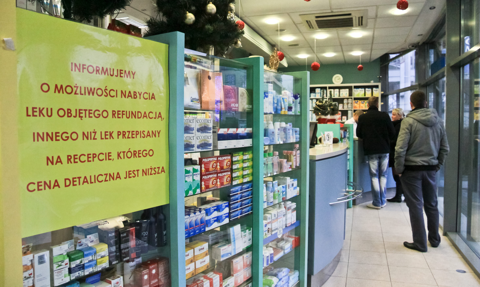 INFORMUJEMY
O MOŻLIWOŚCI NABYCIA
LEKU OBJĘTEGO REFUNDACJĄ,
INNEGO NIŻ LEK PRZEPISANY
NA RECEPCIE, KTÓREGO
CENA DETALICZNA JEST NIŻSZA